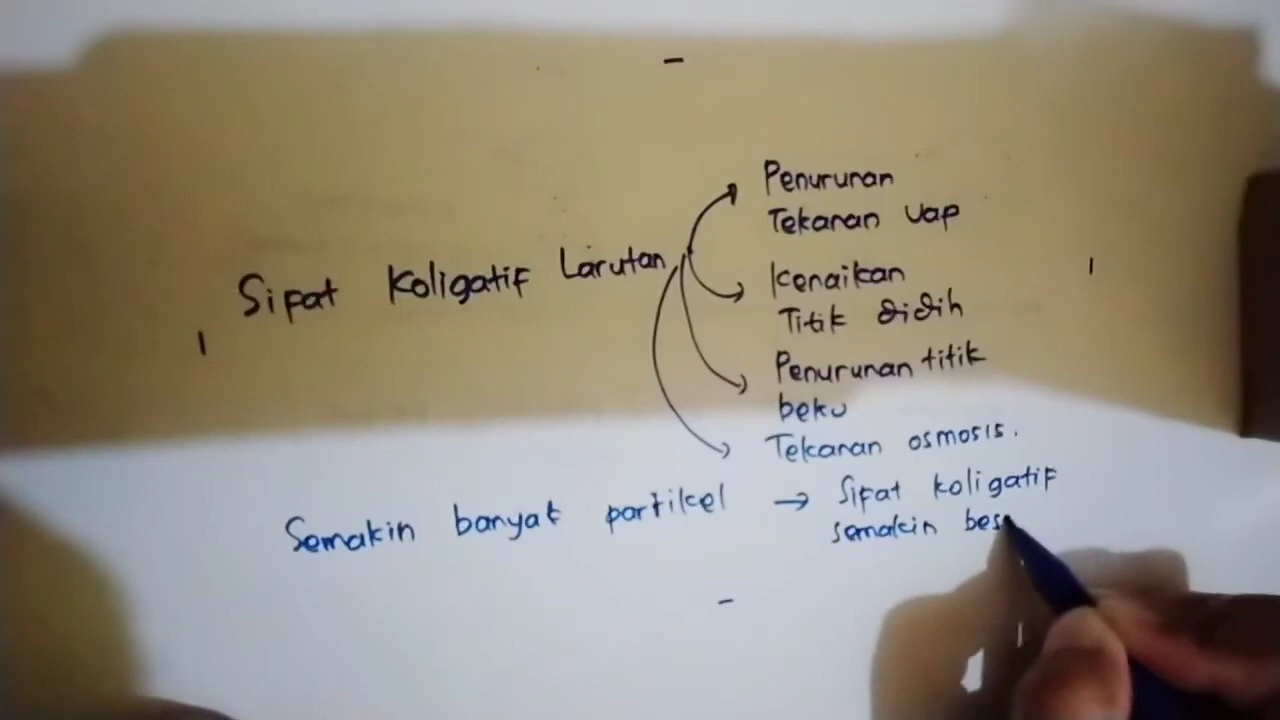 Sifat Koligatif Larutan
Penurunan
Tekanan Uap
Kenaikan
Titik didih
Penurunan titik
beku
Tekanan osmosis.
Semakin banyak partikel → Sifat koligatif
semakin bes